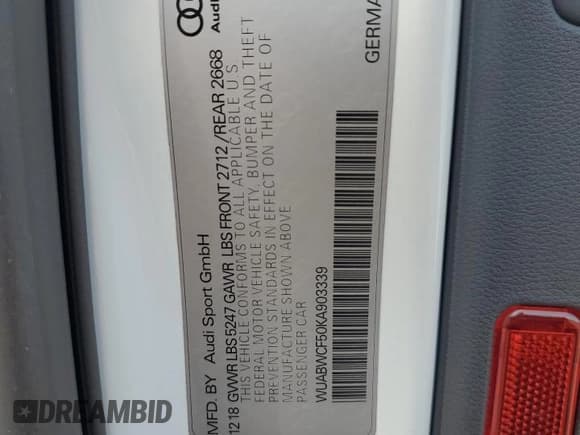 Audi
MFD. BY Audi Sport GmbH
12 18 GVWR LBS 5247 GAWR LBS FRONT 2712 / REAR 2668
THIS VEHICLE CONFORMS TO ALL APPLICABLE U S
FEDERAL MOTOR VEHICLE SAFETY, BUMPER AND THEFT
PREVENTION STANDARDS IN EFFECT ON THE DATE OF
MANUFACTURE SHOWN ABOVE
PASSENGER CAR
WUABWCF50KA903339
DREAMBID